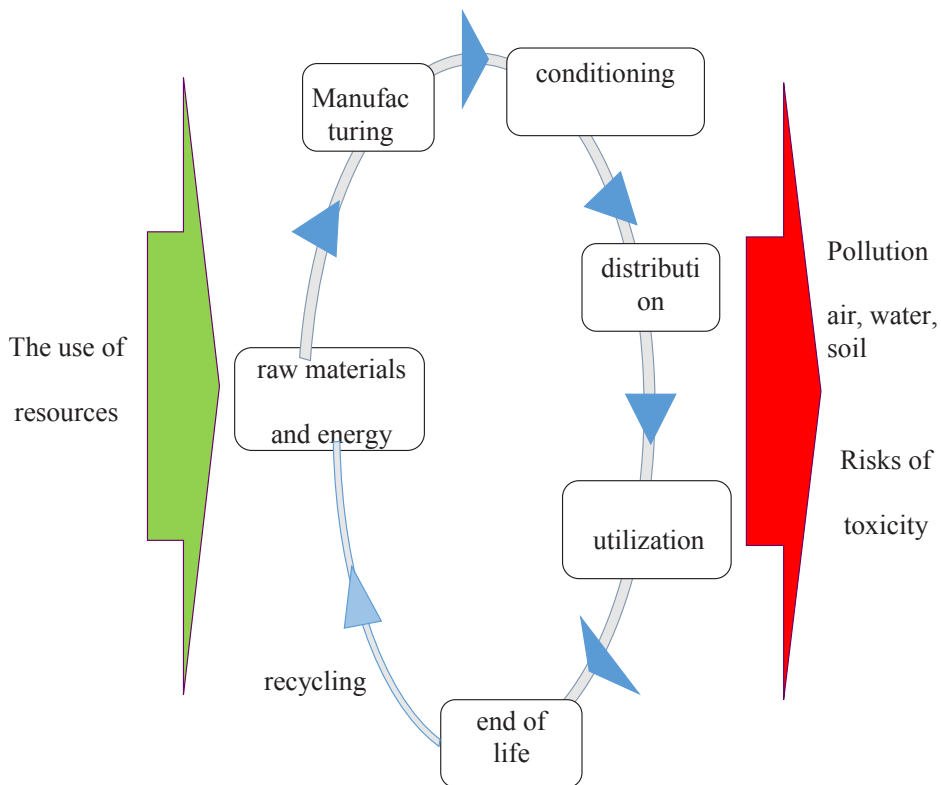 The use of
resources
Manufac
turing
conditioning
distributi
on
raw materials
and energy
utilization
end of
life
recycling
Pollution
air, water,
soil
Risks of
toxicity